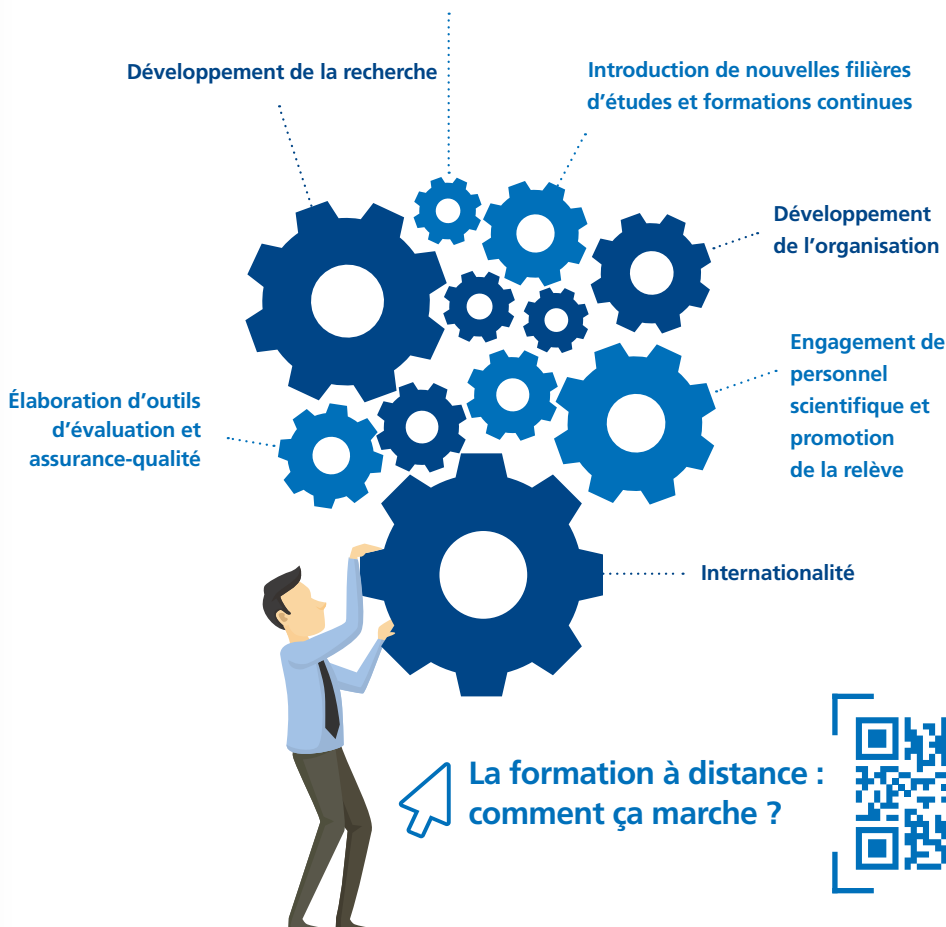 Développement de la recherche
Introduction de nouvelles filières
d’études et formations continues
Développement
de l’organisation
Engagement de
personnel
scientifique et
promotion
de la relève
Élaboration d’outils
d’évaluation et
assurance-qualité
Internationalité
La formation à distance :
comment ça marche ?